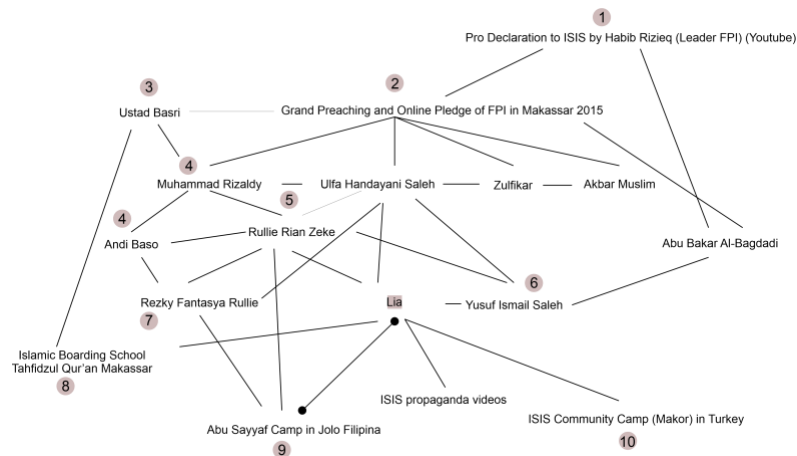 1
Pro Declaration to ISIS by Habib Rizieq (Leader FPI) (Youtube)
2
3
Grand Preaching and Online Pledge of FPI in Makassar 2015
Ustad Basri
4
Muhammad Rizaldy
Ulfa Handayani Saleh
Zulfikar
Akbar Muslim
5
4
Rullie Rian Zeke
Andi Baso
Abu Bakar Al-Bagdadi
6
Rezky Fantasya Rullie
Lia
Yusuf Ismail Saleh
7
Islamic Boarding School
Tahfidzul Qur'an Makassar
8
ISIS propaganda videos
Abu Sayyaf Camp in Jolo Filipina
9
ISIS Community Camp (Makor) in Turkey
10